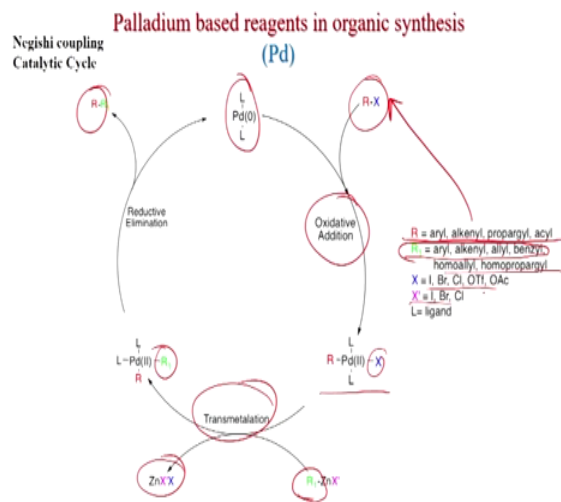 Palladium based reagents in organic synthesis
(Pd)
Negishi coupling
Catalytic Cycle
R-R₁
L
Pd(0)
L
R-X
Reductive
Elimination
Oxidative
Addition
R = aryl, alkenyl, propargyl, acyl
R₁ = aryl, alkenyl, allyl, benzyl,
homoallyl, homopropargyl
X = I, Br, Cl, OTf, OAc
X' = I, Br, Cl
L= ligand
L
L-Pd(II)-R₁
R
L
R-Pd(II)-X
L
Transmetalation
ZnX'X
R₁-ZnX'